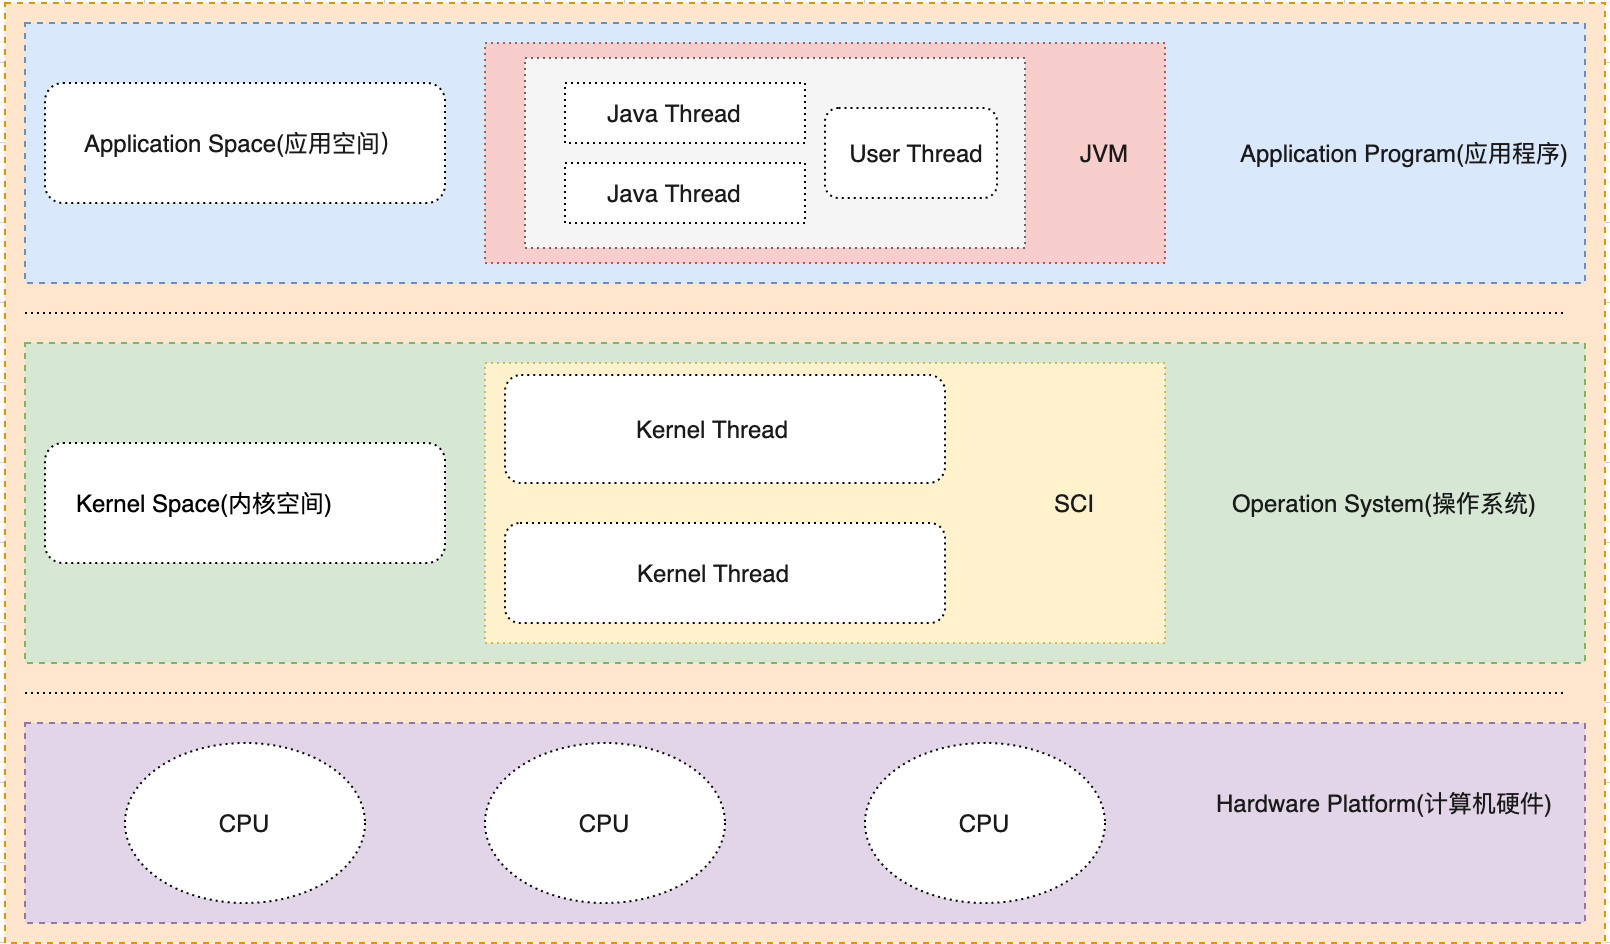 Application Space(应用空间）
Java Thread
Java Thread
User Thread
JVM
Application Program(应用程序)
Kernel Space(内核空间)
Kernel Thread
Kernel Thread
SCI
Operation System(操作系统)
CPU
CPU
CPU
Hardware Platform(计算机硬件)